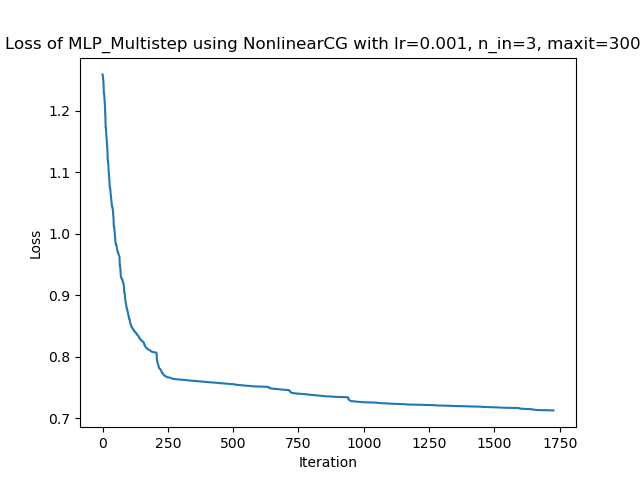 Loss of MLP_Multistep using NonlinearCG with lr=0.001, n_in=3, maxit=300
1.2
1.1
1.0
0.9
0.8
0.7
Loss
0 250 500 750 1000 1250 1500 1750
Iteration